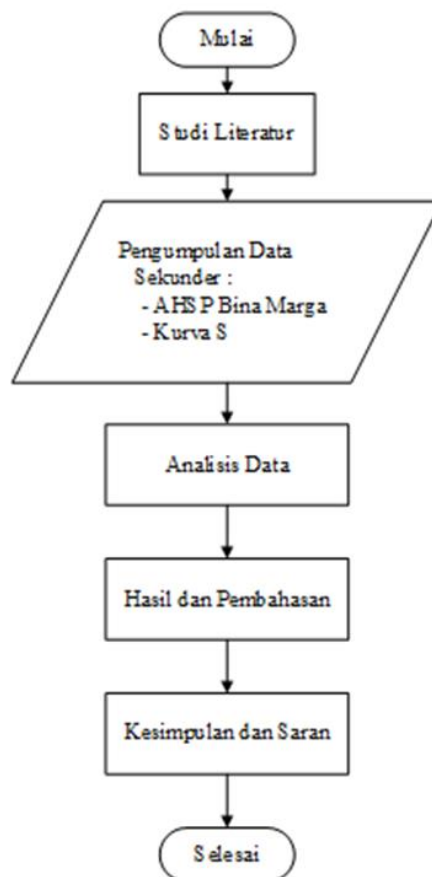 Mulai
Studi Literatur
Pengumpulan Data
Sekunder :
- AHSP Bina Marga
- Kurva S
Analisis Data
Hasil dan Pembahasan
Kesimpulan dan Saran
Selesai